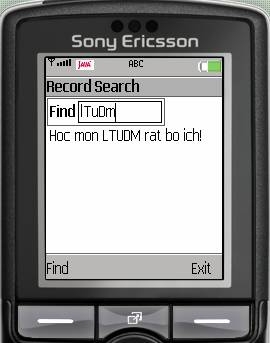 Sony Ericsson
JAVA ABC
Record Search
Find lTuDm
Hoc mon LTUDM rat bo ich!
Find Exit